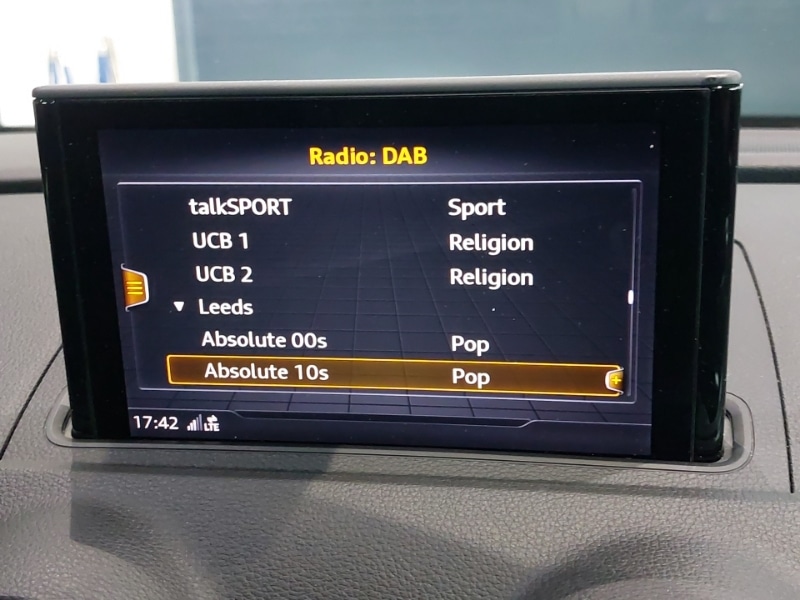 Radio: DAB
talkSPORT Sport
UCB 1 Religion
UCB 2 Religion
Leeds
Absolute 00s Pop
Absolute 10s Pop
17:42 LTE